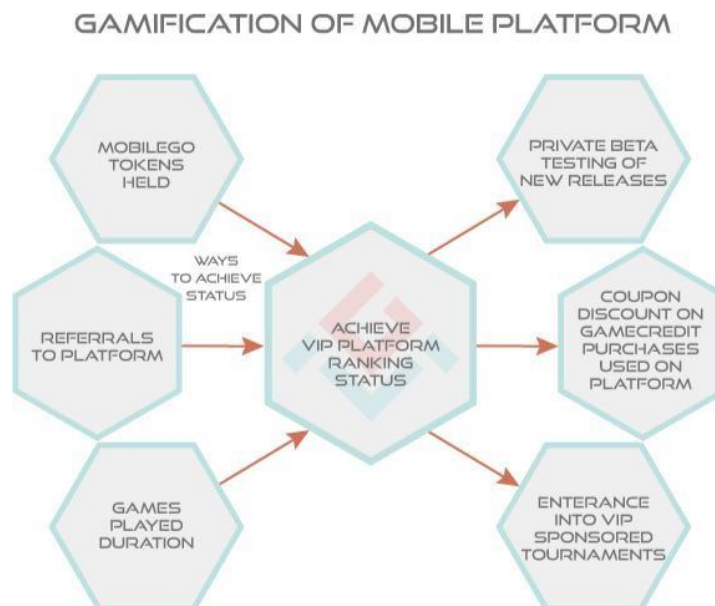 GAMIFICATION OF MOBILE PLATFORM
MOBILEGO
TOKENS
HELD
WAYS
TO ACHIEVE
STATUS
REFERRALS
TO PLATFORM
GAMES
PLAYED
DURATION
ACHIEVE
VIP PLATFORM
RANKING
STATUS
PRIVATE BETA
TESTING OF
NEW RELEASES
COUPON
DISCOUNT ON
GAMECREDIT
PURCHASES
USED ON
PLATFORM
ENTERANCE
INTO VIP
SPONSORED
TOURNAMENTS